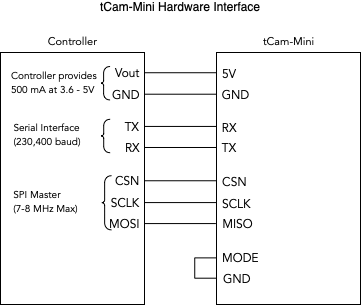 tCam-Mini Hardware Interface
Controller
tCam-Mini
Controller provides
500 mA at 3.6 - 5V
Vout
5V
GND
GND
Serial Interface
(230,400 baud)
TX
RX
RX
TX
SPI Master
(7-8 MHz Max)
CSN
CSN
SCLK
SCLK
MOSI
MISO
MODE
GND